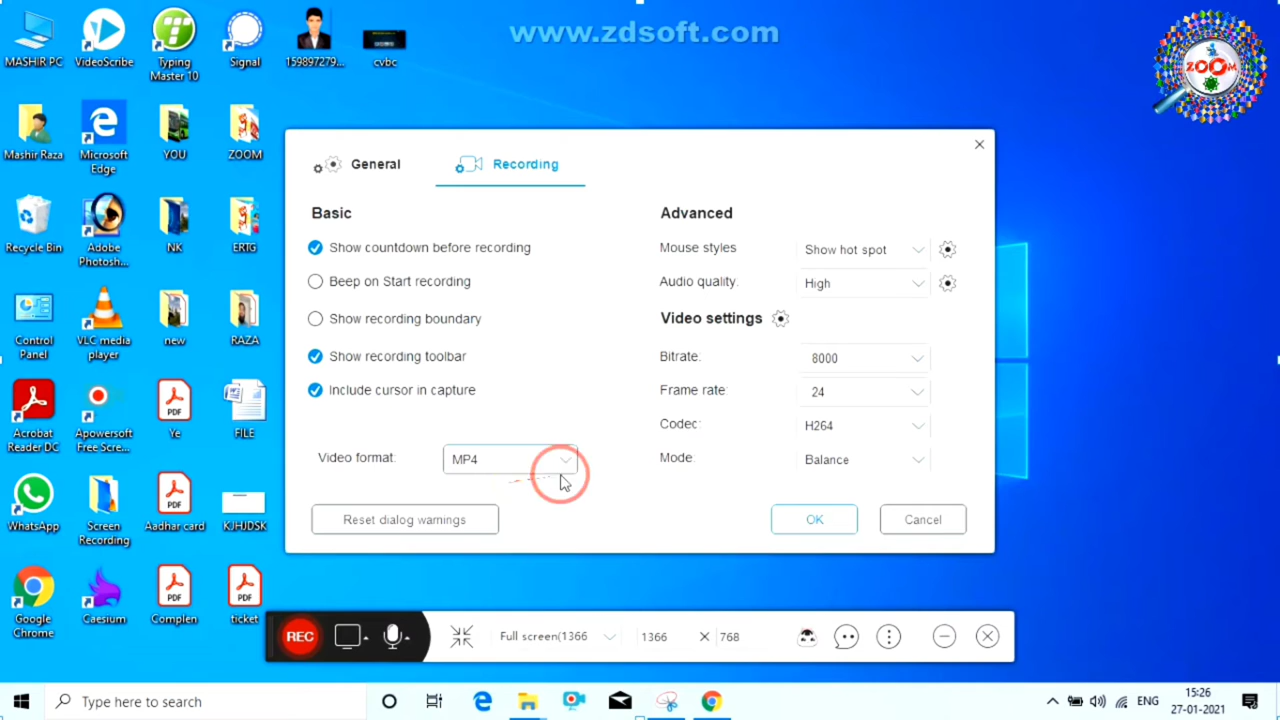 www.zdsoft.com
ZOOM
MASHIR PC
VideoScribe
Typing
Master 10
Signal
159897279...
cvbc
Mashir Raza
Microsoft
Edge
YOU
ZOOM
Recycle Bin
Adobe
Photosh...
NK
ERTG
Control
Panel
VLC media
player
new
RAZA
Acrobat
Reader DC
Apowersoft
Free Scre...
PDF
Ye
FILE
WhatsApp
Screen
Recording
PDF
Aadhar card
KJHJDSK
Google
Chrome
Caesium
PDF
Complen
PDF
ticket
General
Recording
Basic
Show countdown before recording
Beep on Start recording
Show recording boundary
Show recording toolbar
Include cursor in capture
Video format:
MP4
Reset dialog warnings
Advanced
Mouse styles
Show hot spot
Audio quality:
High
Video settings
Bitrate:
8000
Frame rate:
24
Codec:
H264
Mode:
Balance
OK
Cancel
REC
Full screen(1366
1366
768
Type here to search
ENG
15:26
27-01-2021